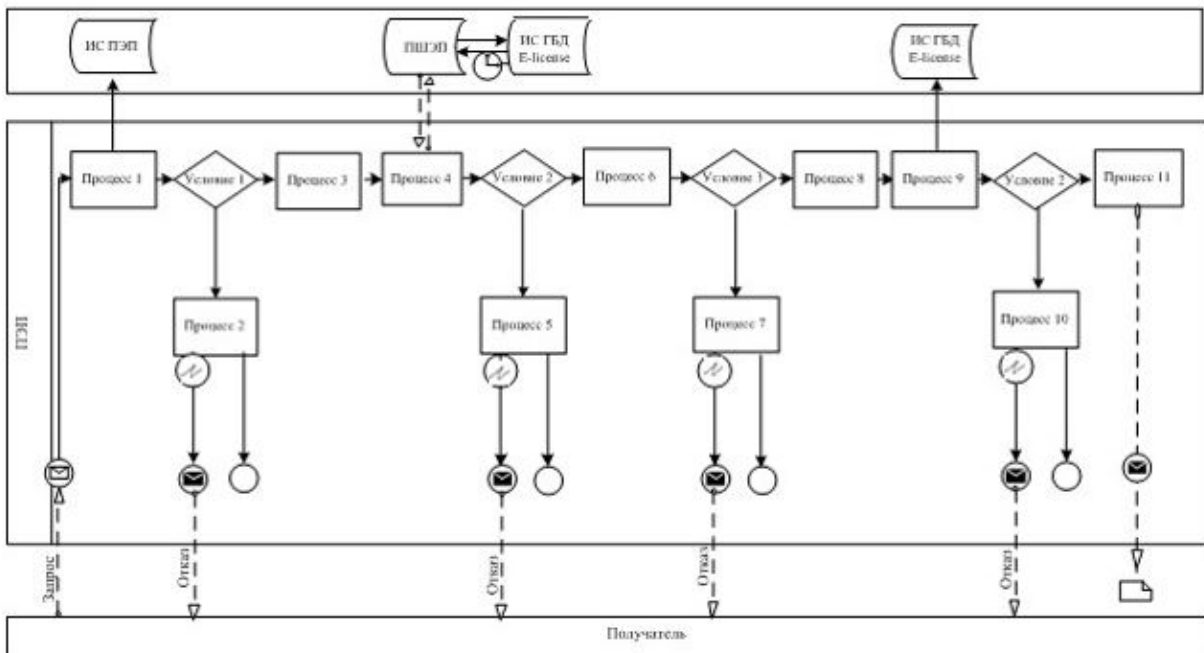 ИС ПЭП
ПШЭП
ИС ГБД
E-license
ИС ГБД
E-license
Процесс 1
Условие 1
Процесс 3
Процесс 4
Условие 2
Процесс 6
Условие 3
Процесс 8
Процесс 9
Условие 2
Процесс 11
Процесс 2
Процесс 5
Процесс 7
Процесс 10
Запрос
Отказ
Отказ
Отказ
Отказ
Получатель